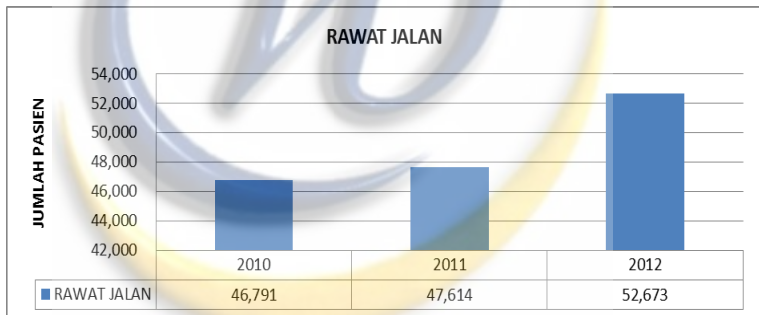 RAWAT JALAN
JUMLAH PASIEN
54,000
52,000
50,000
48,000
46,000
44,000
42,000
2010 2011 2012
RAWAT JALAN 46,791 47,614 52,673